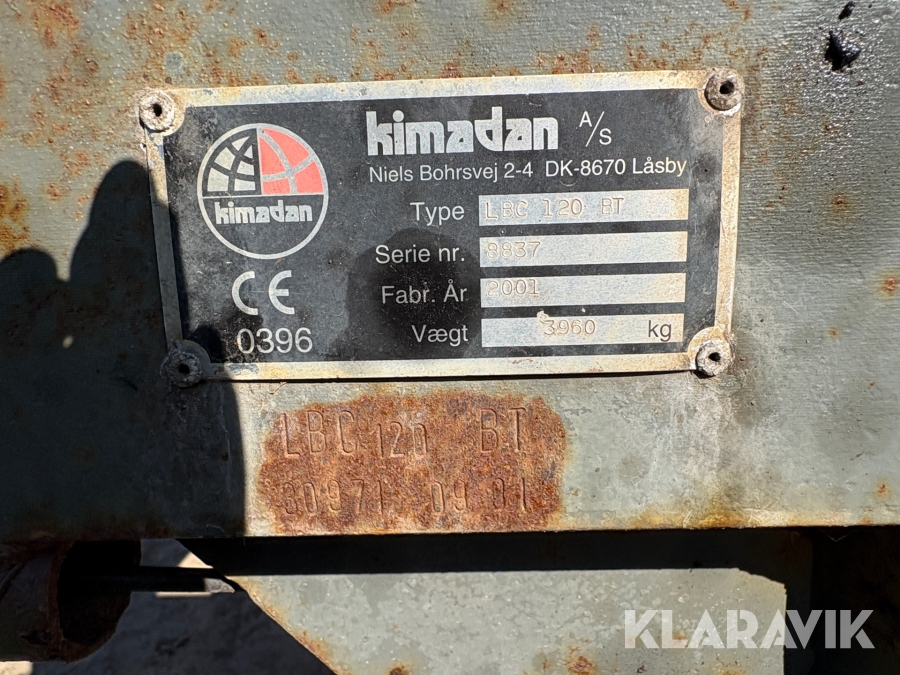 kimadan A/S
Niels Bohrsvej 2-4 DK-8670 Låsby
kimadan
Type LBC 120 BT
Serie nr. 8837
Fabr. År 2001
Vægt 3960 kg
CE
0396
LBC 120 BT
30971 09 01
KLARAVIK